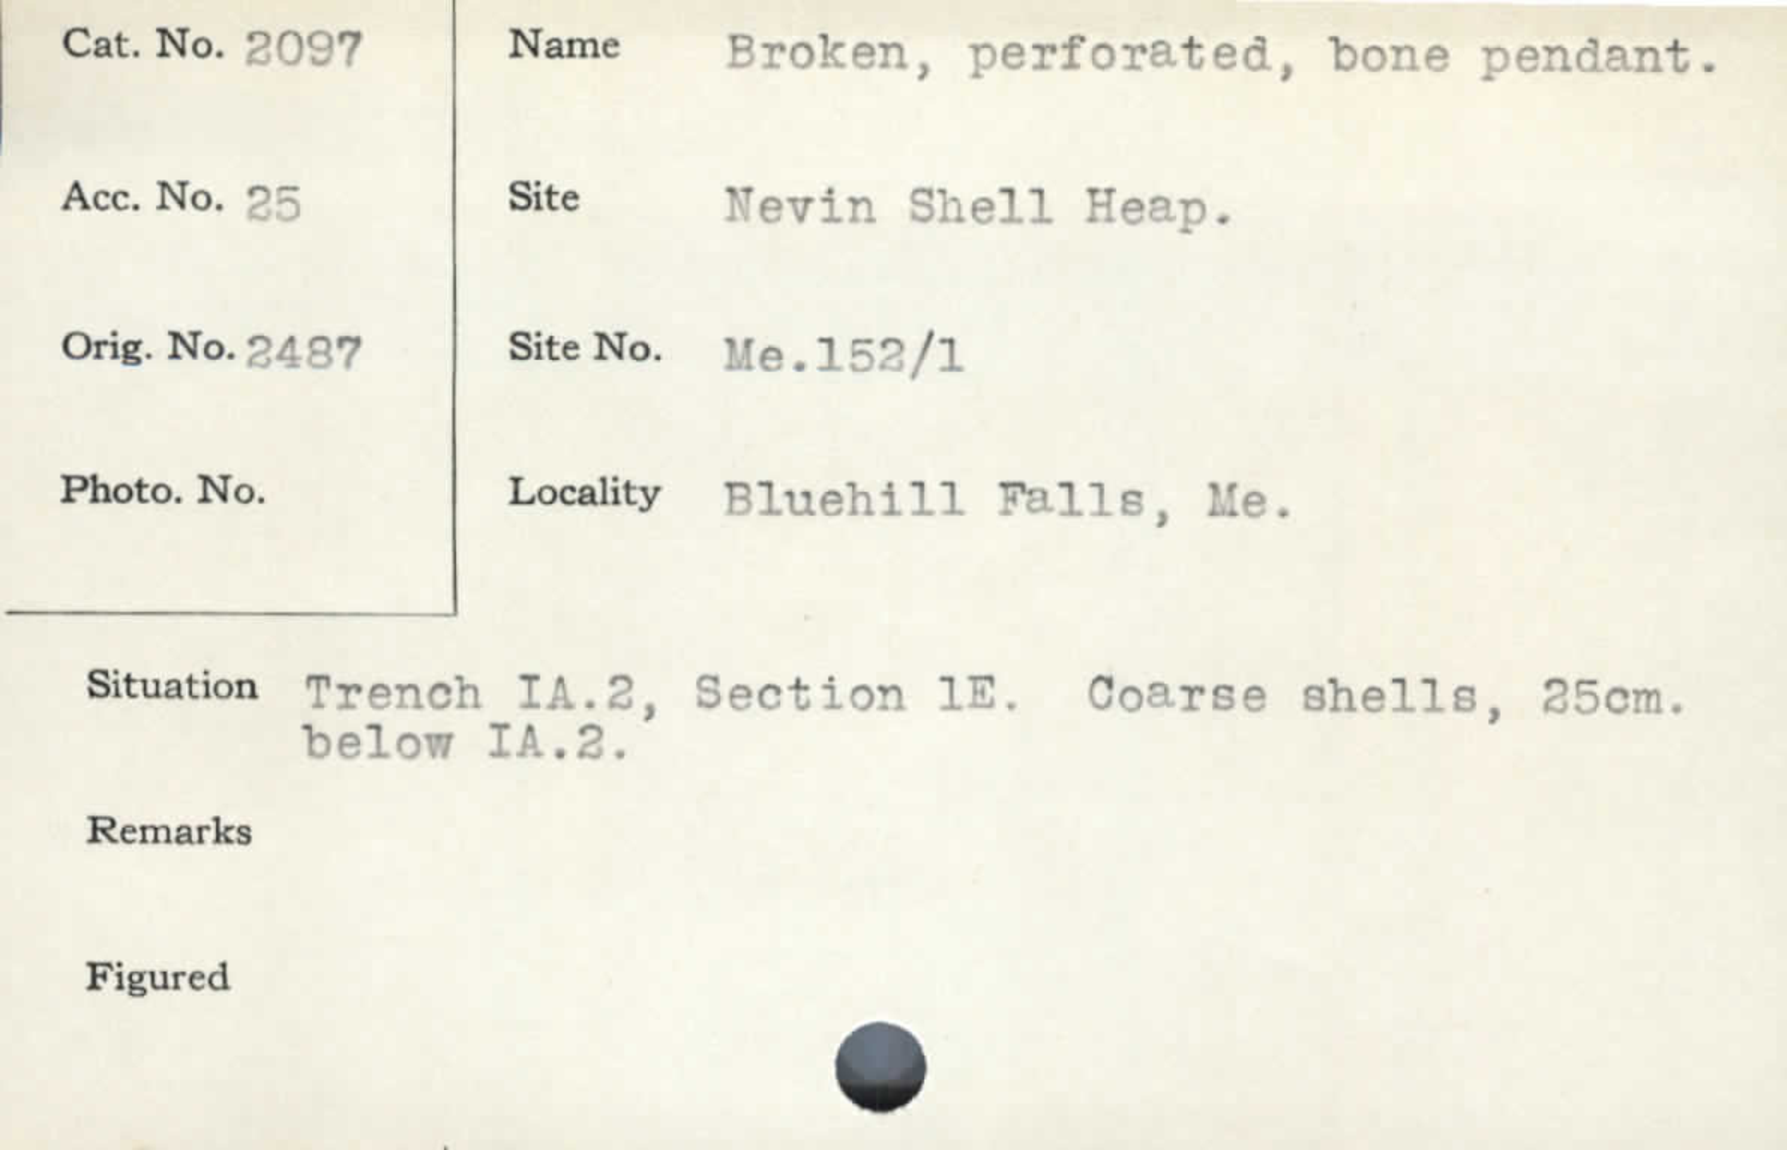 Cat. No. 2097
Name Broken, perforated, bone pendant.
Acc. No. 25
Site Nevin Shell Heap.
Orig. No. 2487
Site No. Me.152/1
Photo. No.
Locality Bluehill Falls, Me.
Situation Trench IA.2, Section 1E. Coarse shells, 25cm.
below IA.2.
Remarks
Figured